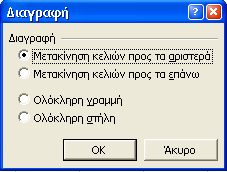 Διαγραφή
Διαγραφή
Μετακίνηση κελιών προς τα αριστερά
Μετακίνηση κελιών προς τα επάνω
Ολόκληρη γραμμή
Ολόκληρη στήλη
OK
Άκυρο